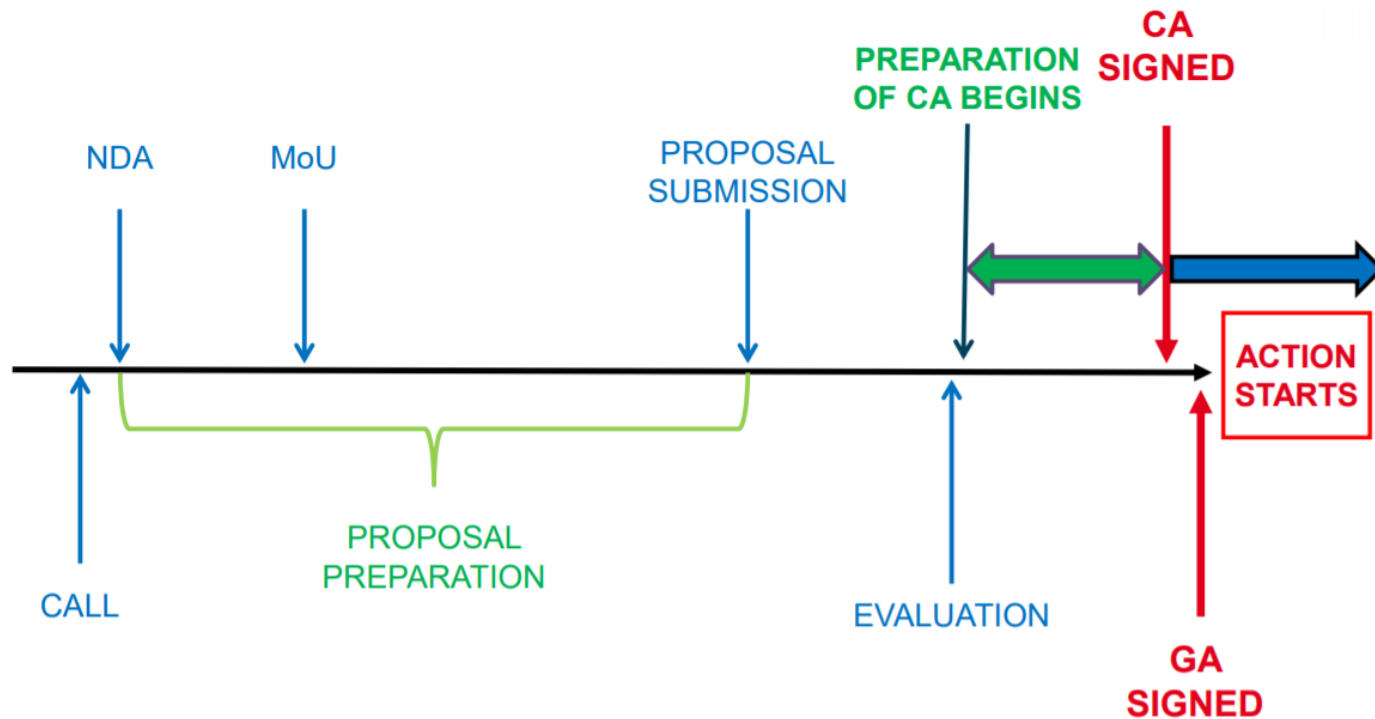 CA
SIGNED
PREPARATION
OF CA BEGINS
NDA
MoU
PROPOSAL
SUBMISSION
ACTION
STARTS
PROPOSAL
PREPARATION
CALL
EVALUATION
GA
SIGNED